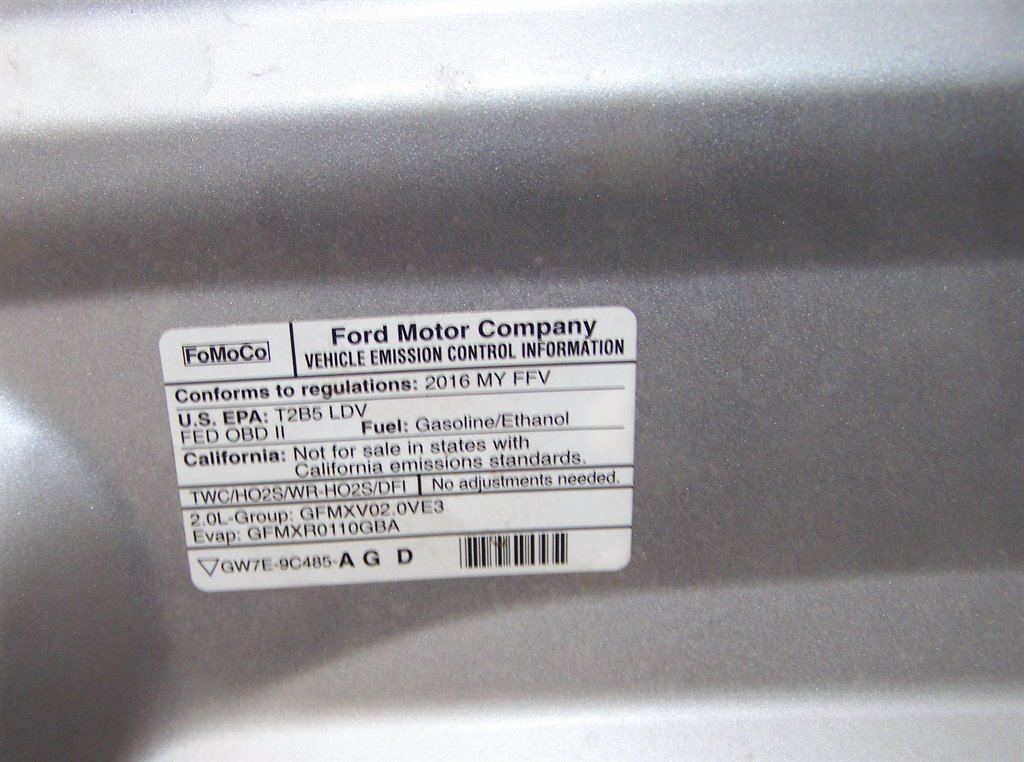 FoMoCo
Ford Motor Company
VEHICLE EMISSION CONTROL INFORMATION
Conforms to regulations: 2016 MY FFV
U.S. EPA: T2B5 LDV
FED OBD II Fuel: Gasoline/Ethanol
California: Not for sale in states with
California emissions standards.
TWC/HO2S/WR-HO2S/DFI No adjustments needed.
2.0L-Group: GFMXV02.0VE3
Evap: GFMXR0110GBA
GW7E-9C485-A G D